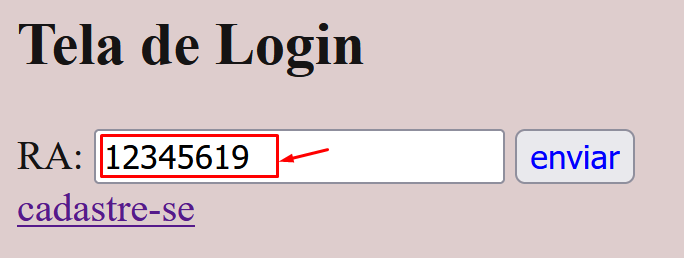 Tela de Login
RA: 12345619 enviar
cadastre-se